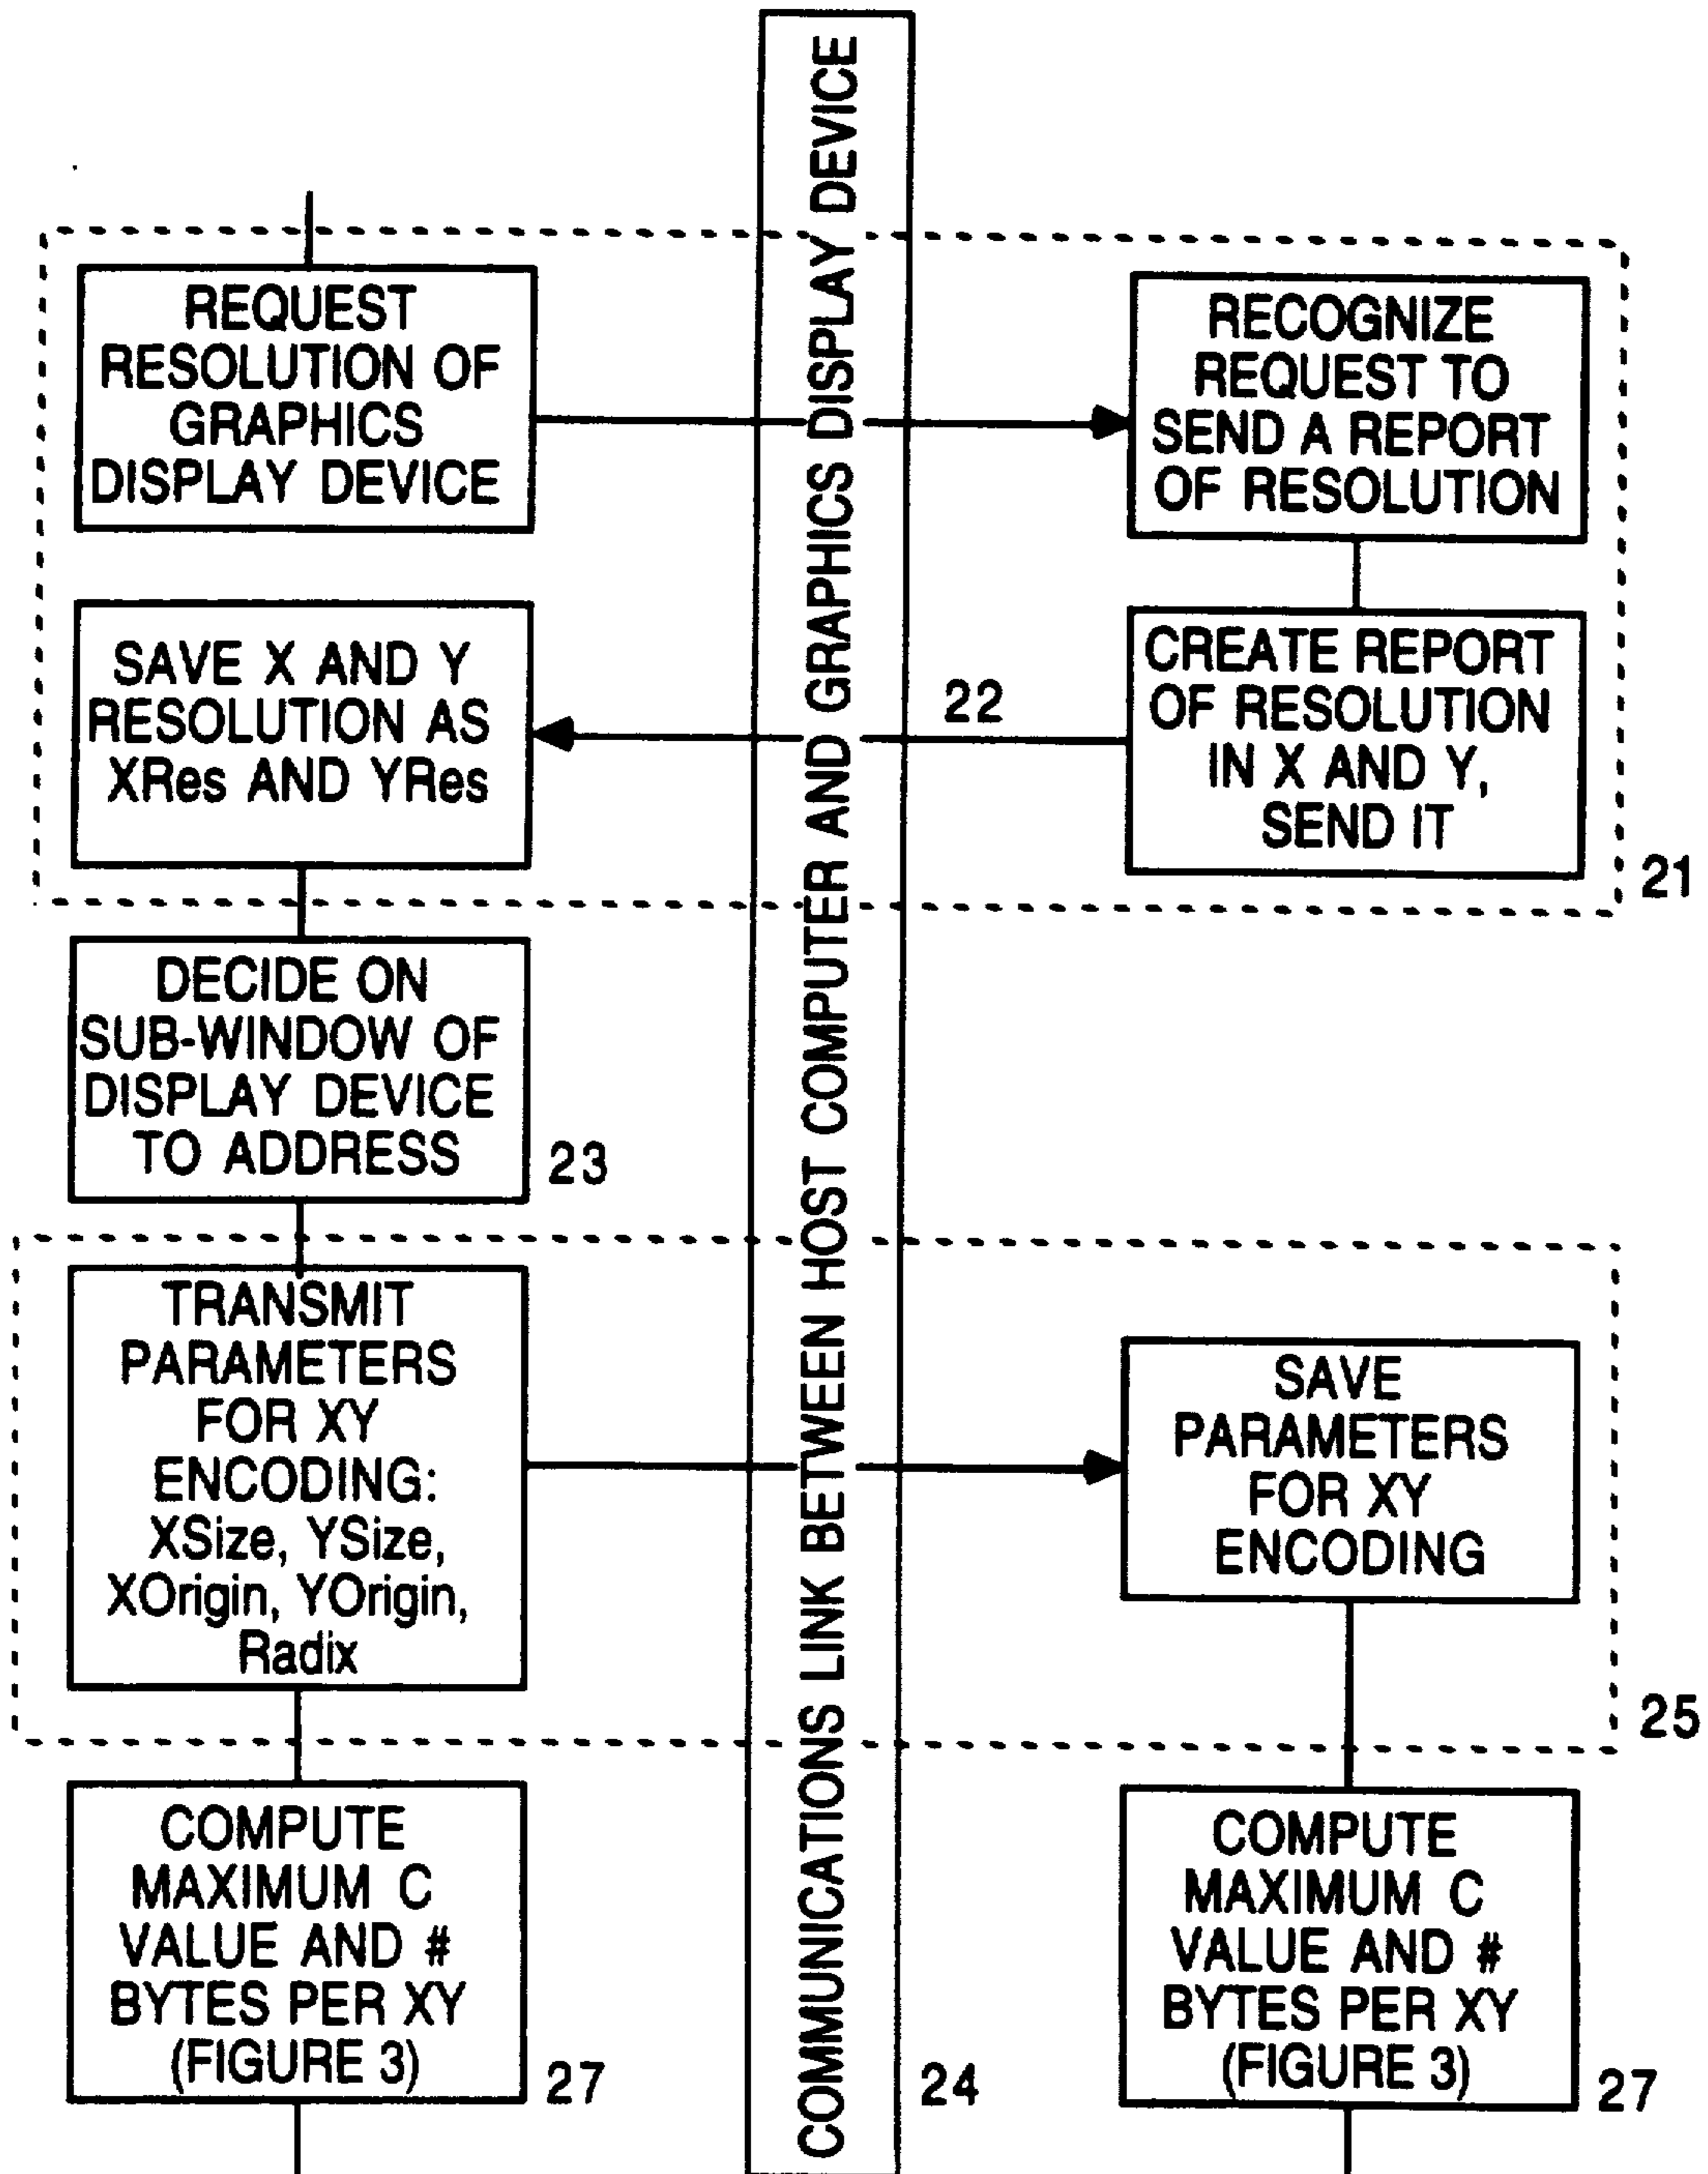 REQUEST
RESOLUTION OF
GRAPHICS
DISPLAY DEVICE
RECOGNIZE
REQUEST TO
SEND A REPORT
OF RESOLUTION
SAVE X AND Y
RESOLUTION AS
XRes AND YRes
22
CREATE REPORT
OF RESOLUTION
IN X AND Y,
SEND IT
21
DECIDE ON
SUB-WINDOW OF
DISPLAY DEVICE
TO ADDRESS
23
COMMUNICATIONS LINK BETWEEN HOST COMPUTER AND GRAPHICS DISPLAY DEVICE
TRANSMIT
PARAMETERS
FOR XY
ENCODING:
XSize, YSize,
XOrigin, YOrigin,
Radix
SAVE
PARAMETERS
FOR XY
ENCODING
25
COMPUTE
MAXIMUM C
VALUE AND #
BYTES PER XY
(FIGURE 3)
27
24
COMPUTE
MAXIMUM C
VALUE AND #
BYTES PER XY
(FIGURE 3)
27